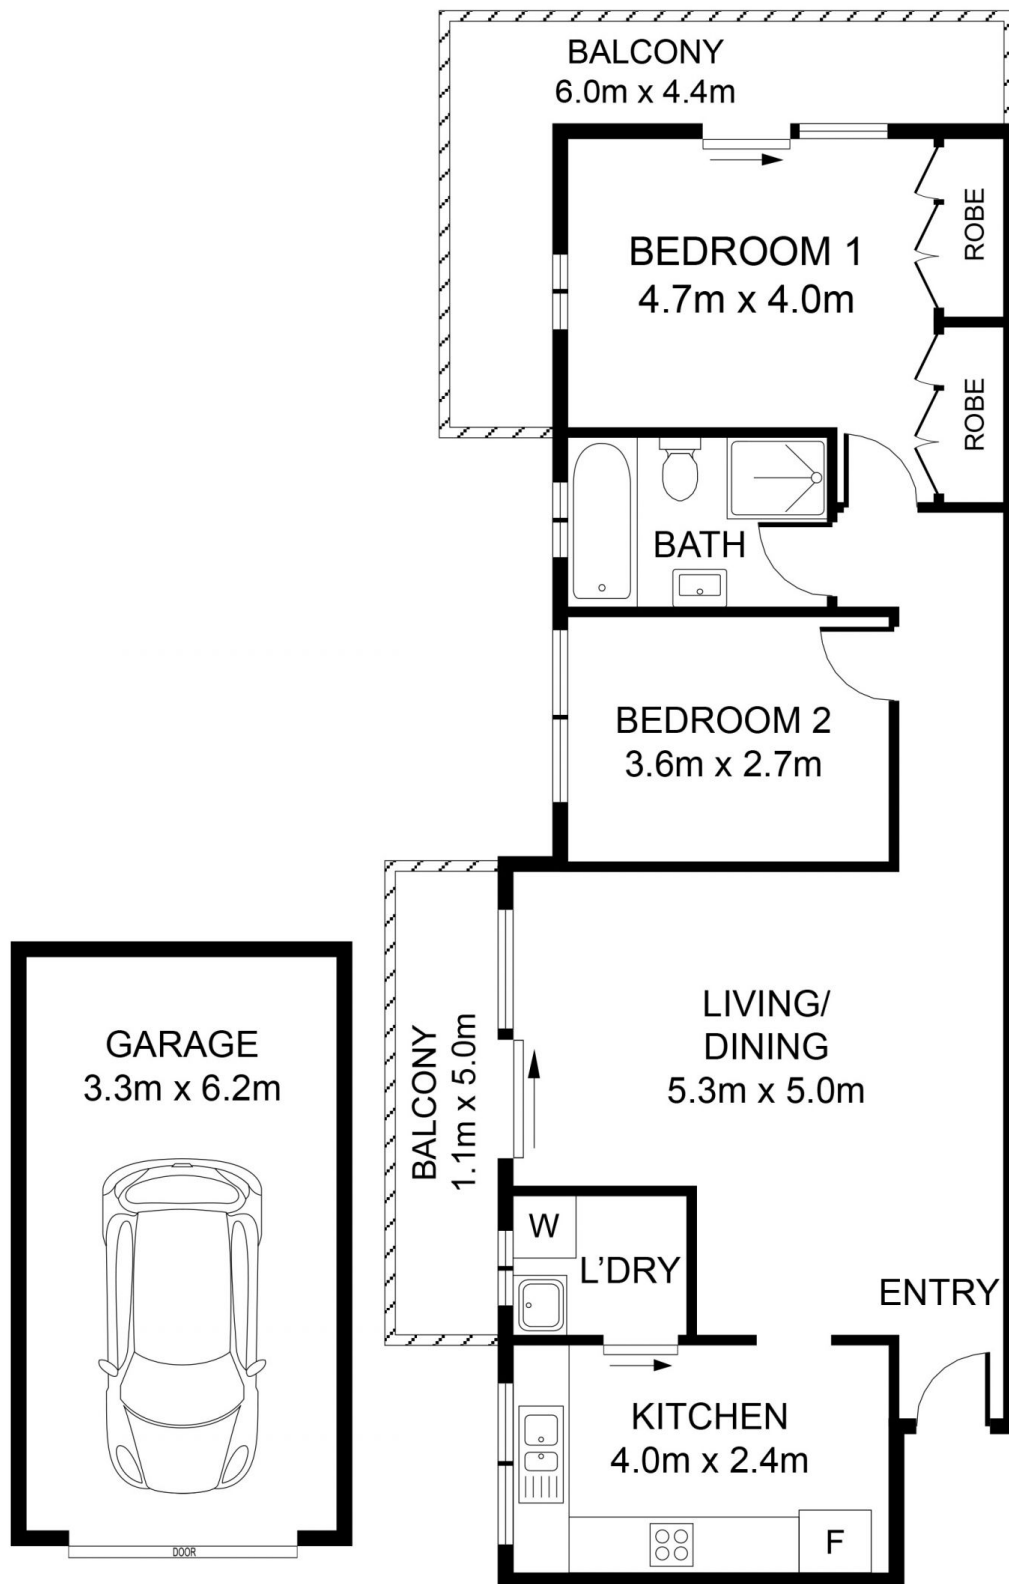 BALCONY
6.0m x 4.4m
BEDROOM 1
4.7m x 4.0m
ROBE
ROBE
BATH
BEDROOM 2
3.6m x 2.7m
LIVING/
DINING
5.3m x 5.0m
BALCONY
1.1m x 5.0m
GARAGE
3.3m x 6.2m
DOOR
W
L'DRY
ENTRY
KITCHEN
4.0m x 2.4m
F